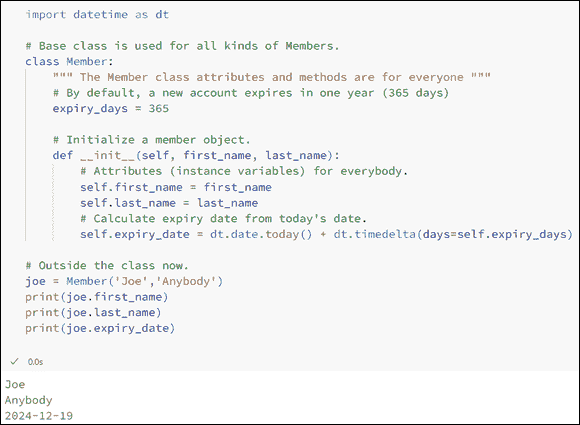 import datetime as dt
# Base class is used for all kinds of Members.
class Member:
    """ The Member class attributes and methods are for everyone """
    # By default, a new account expires in one year (365 days)
    expiry_days = 365
    # Initialize a member object.
    def __init__(self, first_name, last_name):
        # Attributes (instance variables) for everybody.
        self.first_name = first_name
        self.last_name = last_name
        # Calculate expiry date from today's date.
        self.expiry_date = dt.date.today() + dt.timedelta(days=self.expiry_days)
# Outside the class now.
joe = Member('Joe','Anybody')
print(joe.first_name)
print(joe.last_name)
print(joe.expiry_date)
✓ 0.0s
Joe
Anybody
2024-12-19